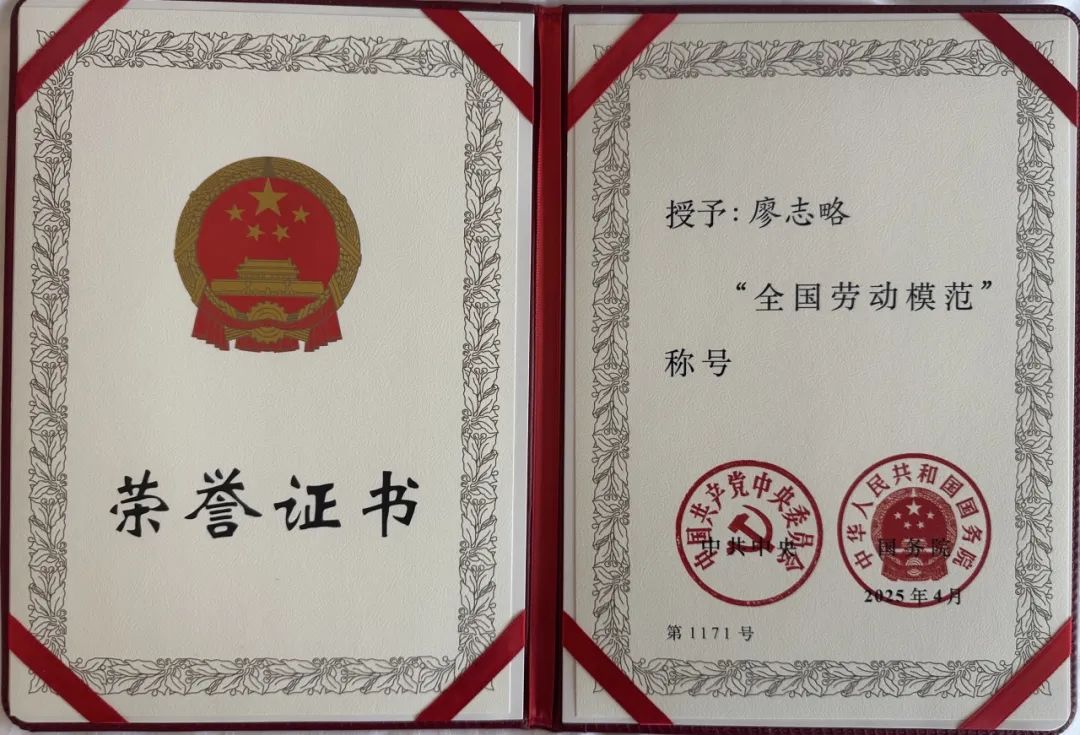 荣誉证书
授予：廖志略
“全国劳动模范”
称号
中国共产党中央委员会
中共中央
中华人民共和国国务院
国务院
2025年4月
第1171号